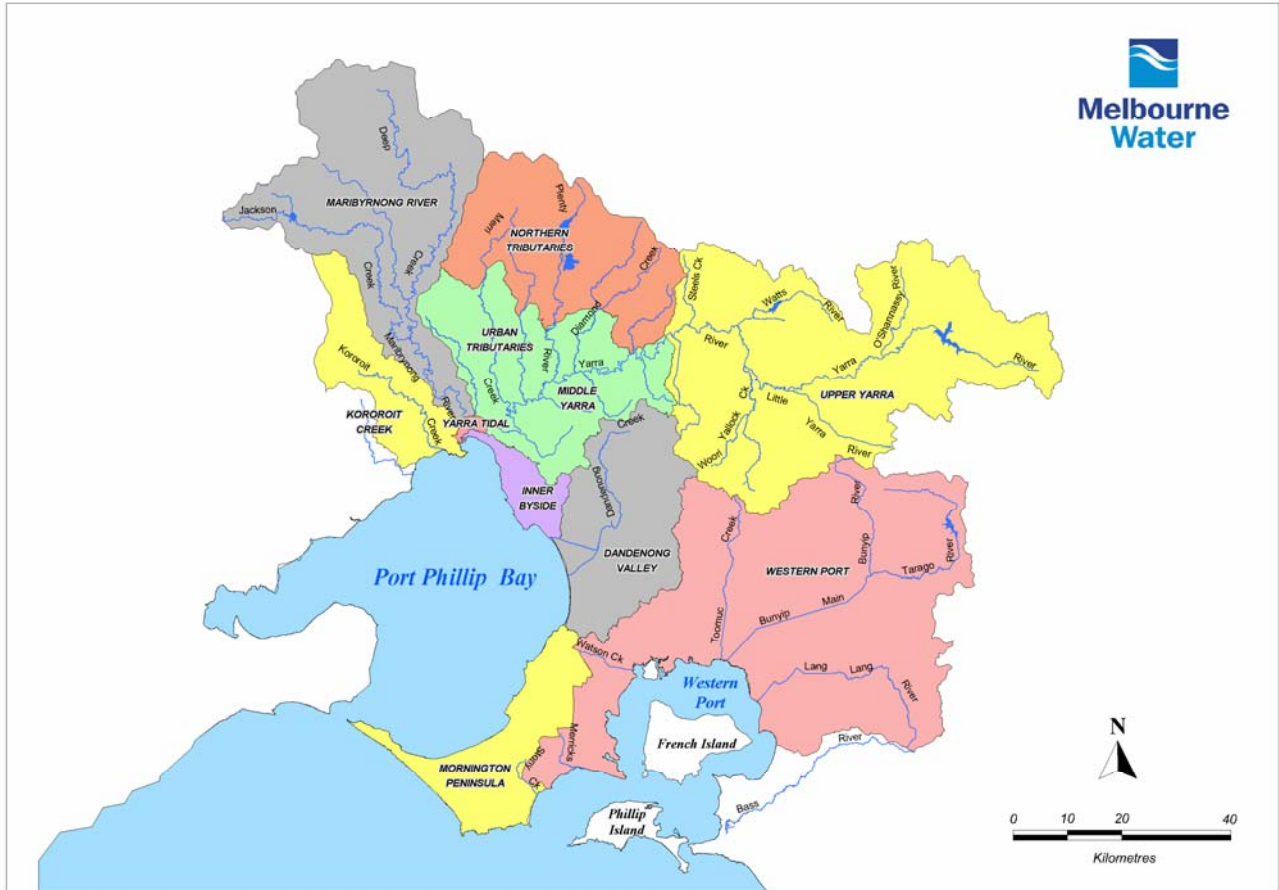 Melbourne
Water
Deep
MARIBYRNONG RIVER
Jackson
Creek
Creek
Maribyrnong
River
Plenty
Merri
NORTHERN
TRIBUTARIES
Creek
Diamond
Steels Ck
Watts
River
O'Shannassy River
River
Yarra
River
UPPER YARRA
Little
Yarra
River
Woori Yallock Ck
URBAN
TRIBUTARIES
River
Yarra
Creek
MIDDLE
YARRA
Kororoit
Creek
KOROROIT
CREEK
YARRA TIDAL
INNER
BYSIDE
Creek
Dandenong
DANDENONG
VALLEY
Port Phillip Bay
River
Bunyip
River
Tarago
WESTERN PORT
Creek
Toomuc
Bunyip Main
Watson Ck
Western
Port
Lang Lang
River
French Island
River
Bass
Merricks
Stony
Ck
MORNINGTON
PENINSULA
Phillip
Island
N
0 10 20 40
Kilometres